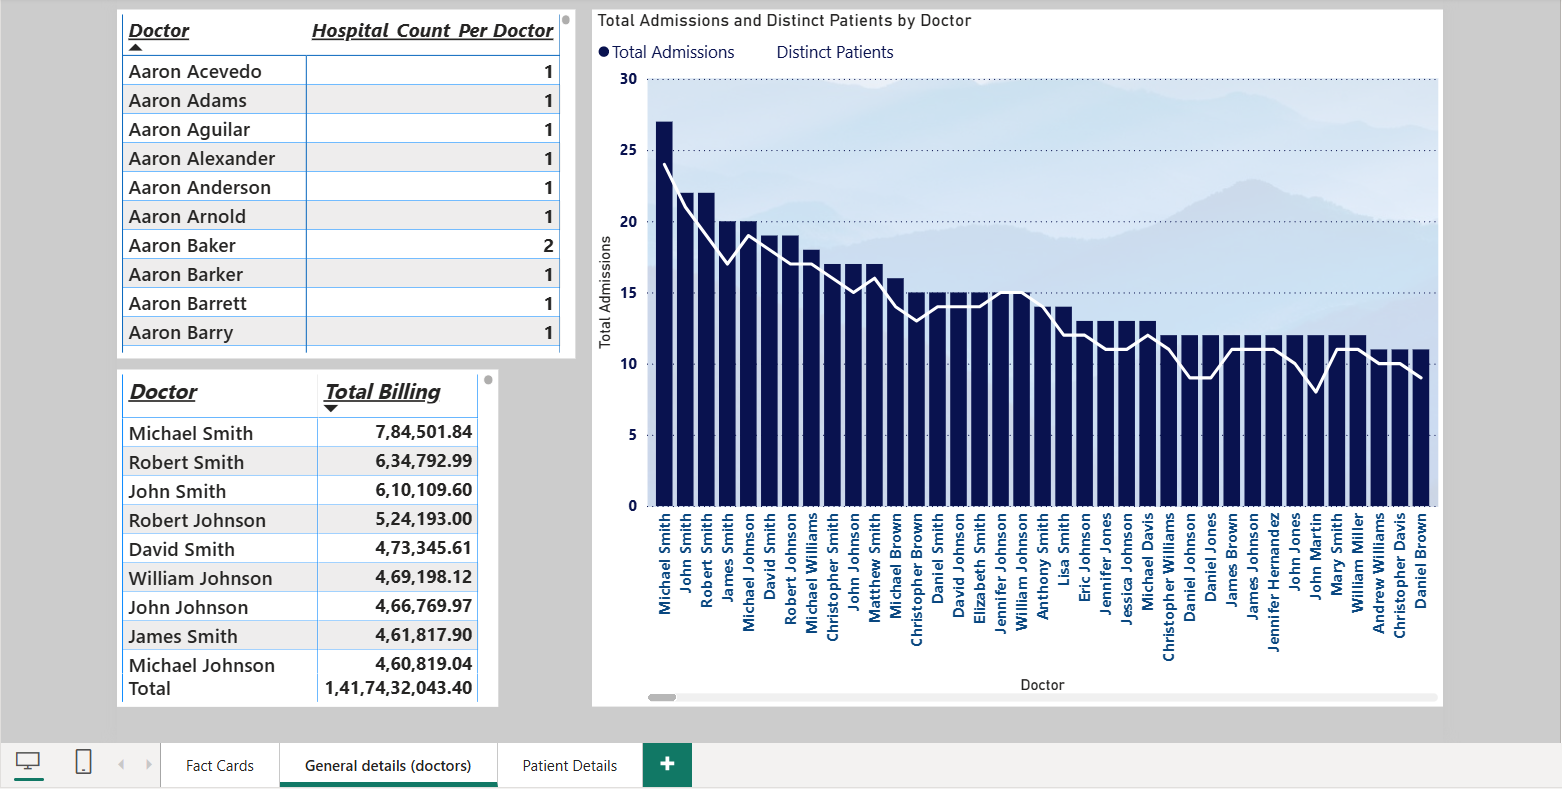 Doctor Hospital Count Per Doctor
Aaron Acevedo 1
Aaron Adams 1
Aaron Aguilar 1
Aaron Alexander 1
Aaron Anderson 1
Aaron Arnold 1
Aaron Baker 2
Aaron Barker 1
Aaron Barrett 1
Aaron Barry 1
Doctor Total Billing
Michael Smith 7,84,501.84
Robert Smith 6,34,792.99
John Smith 6,10,109.60
Robert Johnson 5,24,193.00
David Smith 4,73,345.61
William Johnson 4,69,198.12
John Johnson 4,66,769.97
James Smith 4,61,817.90
Michael Johnson 4,60,819.04
Total 1,41,74,32,043.40
Total Admissions and Distinct Patients by Doctor
Total Admissions Distinct Patients
Total Admissions
30
25
20
15
10
5
0
Michael Smith
John Smith
Robert Smith
James Smith
Michael Johnson
David Smith
Robert Johnson
Michael Williams
Christopher Smith
John Johnson
Matthew Smith
Michael Brown
Christopher Brown
Daniel Smith
David Johnson
Elizabeth Smith
Jennifer Johnson
William Johnson
Anthony Smith
Lisa Smith
Eric Johnson
Jennifer Jones
Jessica Johnson
Michael Davis
Christopher Williams
Daniel Johnson
Daniel Jones
James Brown
James Johnson
Jennifer Hernandez
John Jones
John Martin
Mary Smith
William Miller
Andrew Williams
Christopher Davis
Daniel Brown
Doctor
Fact Cards General details (doctors) Patient Details